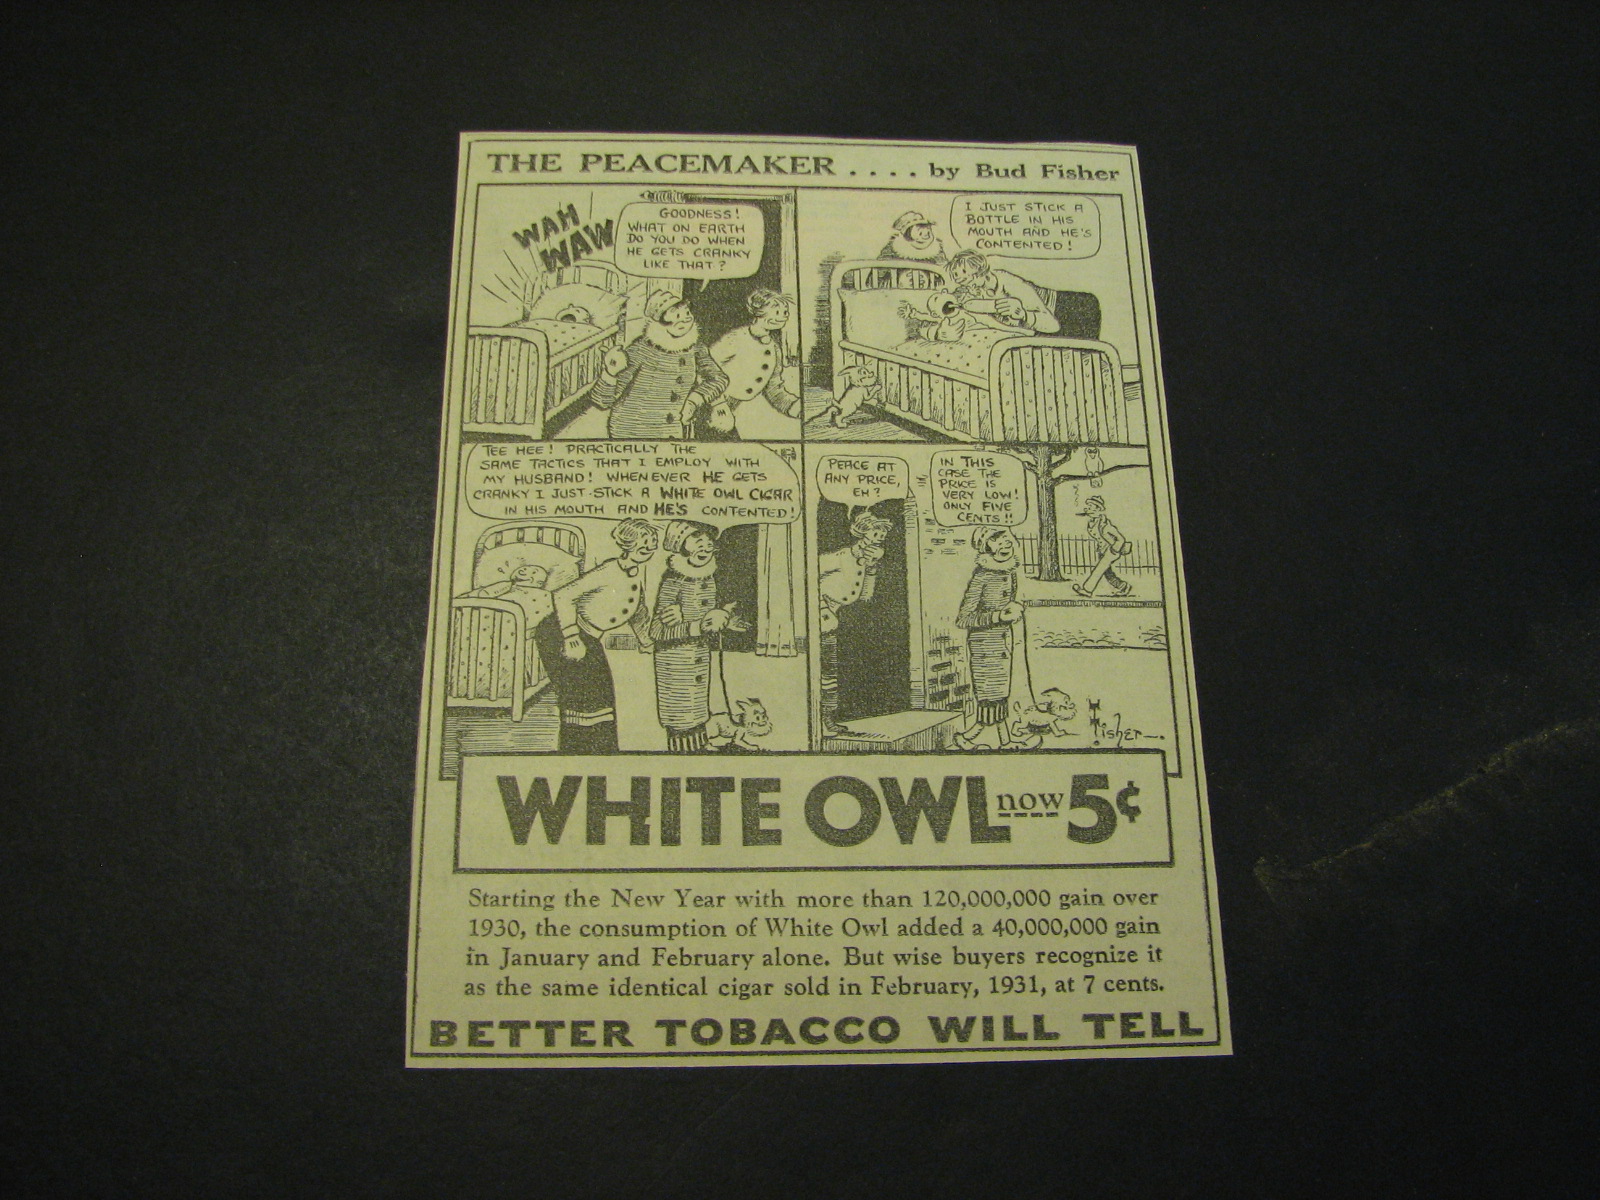 THE PEACEMAKER .... by Bud Fisher
WAH
WAW
GOODNESS!
WHAT ON EARTH
DO YOU DO WHEN
HE GETS CRANKY
LIKE THAT?
I JUST STICK A
BOTTLE IN HIS
MOUTH AND HE'S
CONTENTED!
TEE HEE! PRACTICALLY THE
SAME TACTICS THAT I EMPLOY WITH
MY HUSBAND! WHENEVER HE GETS
CRANKY I JUST STICK A WHITE OWL CIGAR
IN HIS MOUTH AND HE'S CONTENTED!
PEACE AT
ANY PRICE,
EH?
IN THIS
CASE THE
PRICE IS
VERY LOW!
ONLY FIVE
CENTS!!
Fisher
WHITE OWL now 5¢
Starting the New Year with more than 120,000,000 gain over
1930, the consumption of White Owl added a 40,000,000 gain
in January and February alone. But wise buyers recognize it
as the same identical cigar sold in February, 1931, at 7 cents.
BETTER TOBACCO WILL TELL